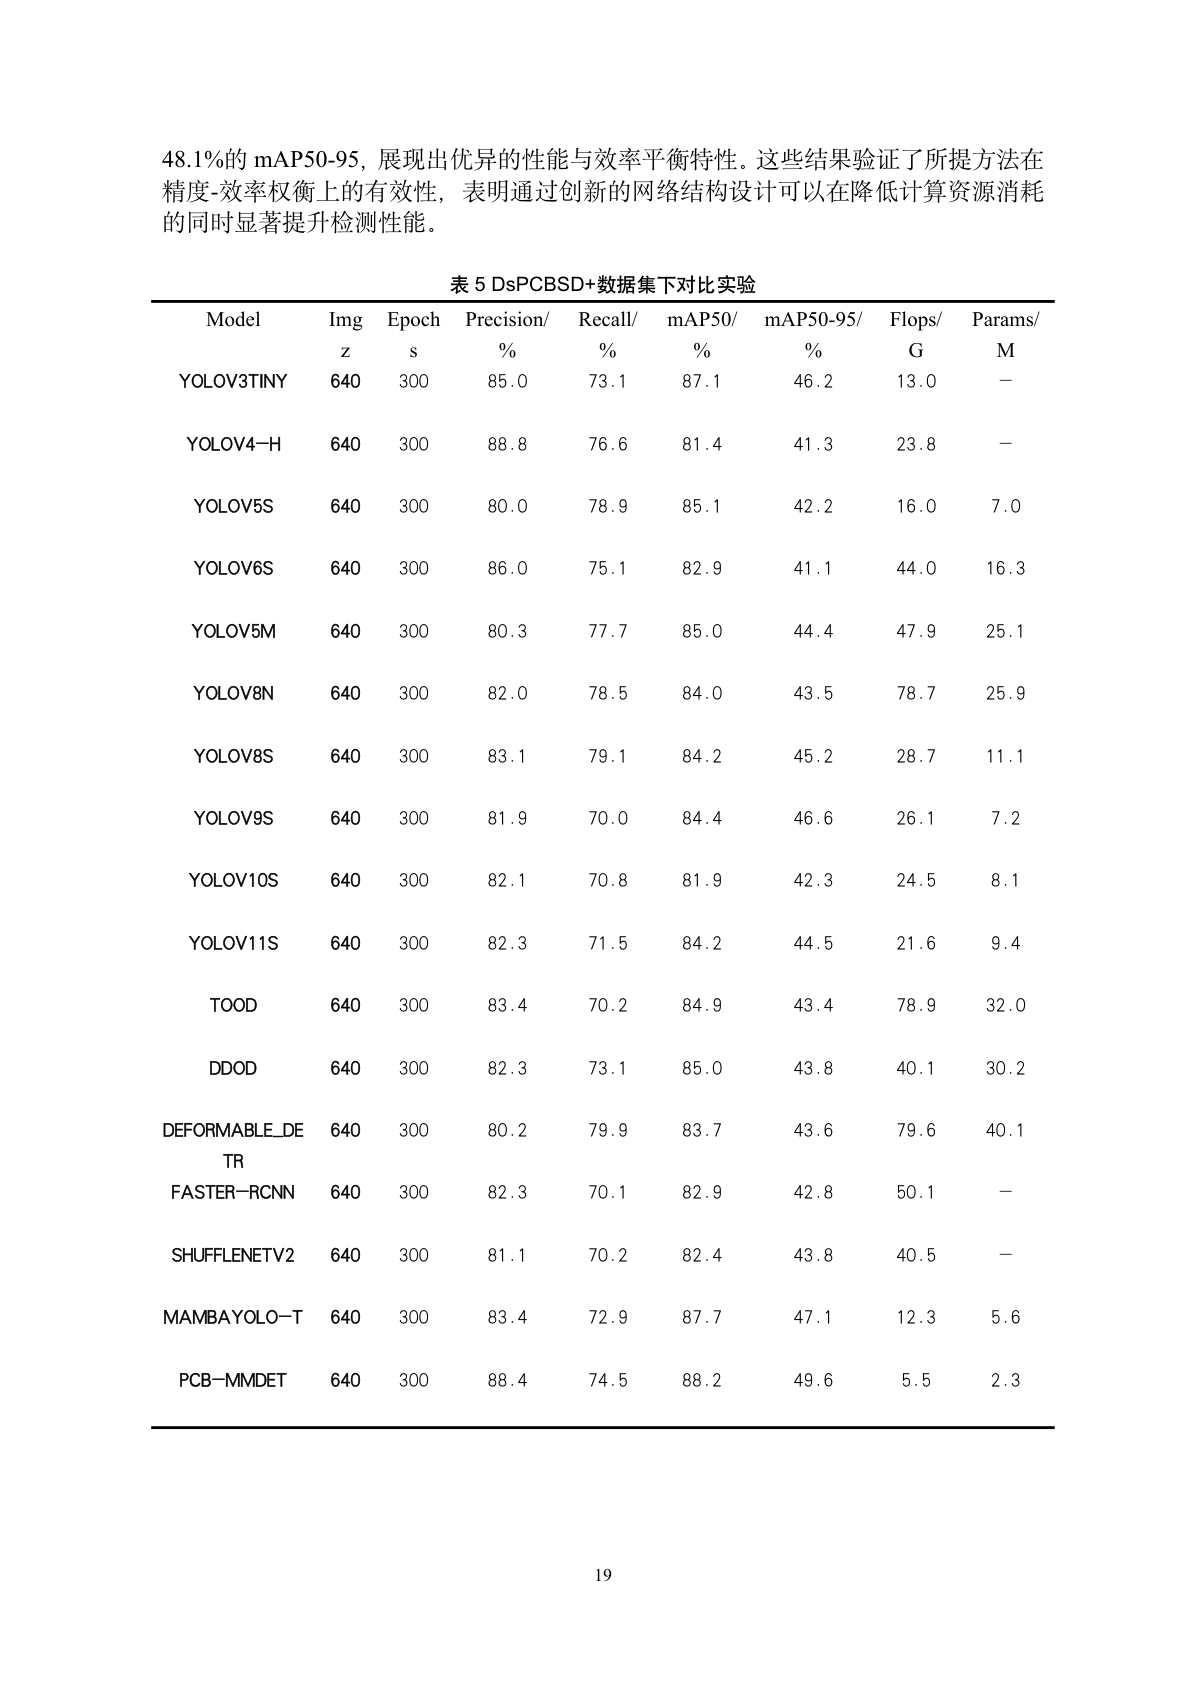 48.1%的 mAP50-95，展现出优异的性能与效率平衡特性。这些结果验证了所提方法在
精度-效率权衡上的有效性，表明通过创新的网络结构设计可以在降低计算资源消耗
的同时显著提升检测性能。
表 5 DsPCBSD+数据集下对比实验
Model Img Epoch Precision/ Recall/ mAP50/ mAP50-95/ Flops/ Params/
z s % % % % G M
YOLOV3TINY 640 300 85.0 73.1 87.1 46.2 13.0 —
YOLOV4—H 640 300 88.8 76.6 81.4 41.3 23.8 —
YOLOV5S 640 300 80.0 78.9 85.1 42.2 16.0 7.0
YOLOV6S 640 300 86.0 75.1 82.9 41.1 44.0 16.3
YOLOV5M 640 300 80.3 77.7 85.0 44.4 47.9 25.1
YOLOV8N 640 300 82.0 78.5 84.0 43.5 78.7 25.9
YOLOV8S 640 300 83.1 79.1 84.2 45.2 28.7 11.1
YOLOV9S 640 300 81.9 70.0 84.4 46.6 26.1 7.2
YOLOV10S 640 300 82.1 70.8 81.9 42.3 24.5 8.1
YOLOV11S 640 300 82.3 71.5 84.2 44.5 21.6 9.4
TOOD 640 300 83.4 70.2 84.9 43.4 78.9 32.0
DDOD 640 300 82.3 73.1 85.0 43.8 40.1 30.2
DEFORMABLE_DE 640 300 80.2 79.9 83.7 43.6 79.6 40.1
TR
FASTER—RCNN 640 300 82.3 70.1 82.9 42.8 50.1 —
SHUFFLENETV2 640 300 81.1 70.2 82.4 43.8 40.5 —
MAMBAYOLO—T 640 300 83.4 72.9 87.7 47.1 12.3 5.6
PCB—MMDET 640 300 88.4 74.5 88.2 49.6 5.5 2.3
19